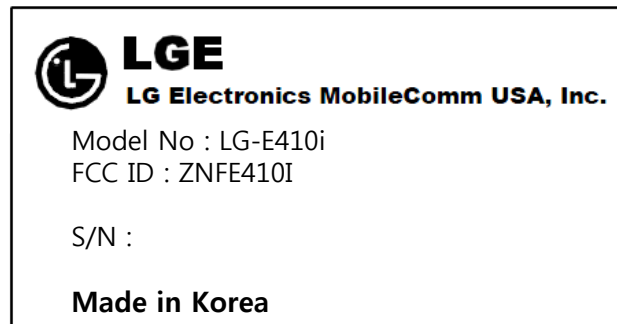 LGE
LG Electronics MobileComm USA, Inc.
Model No : LG-E410i
FCC ID : ZNFE410I
S/N :
Made in Korea